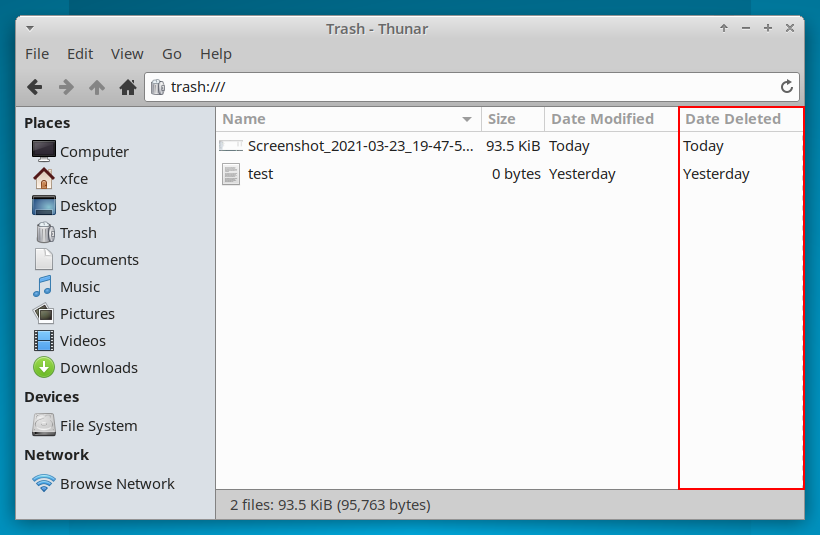 Trash - Thunar
File Edit View Go Help
trash:///
Places
Computer
xfce
Desktop
Trash
Documents
Music
Pictures
Videos
Downloads
Devices
File System
Network
Browse Network
Name Size Date Modified Date Deleted
Screenshot_2021-03-23_19-47-5... 93.5 KiB Today Today
test 0 bytes Yesterday Yesterday
2 files: 93.5 KiB (95,763 bytes)